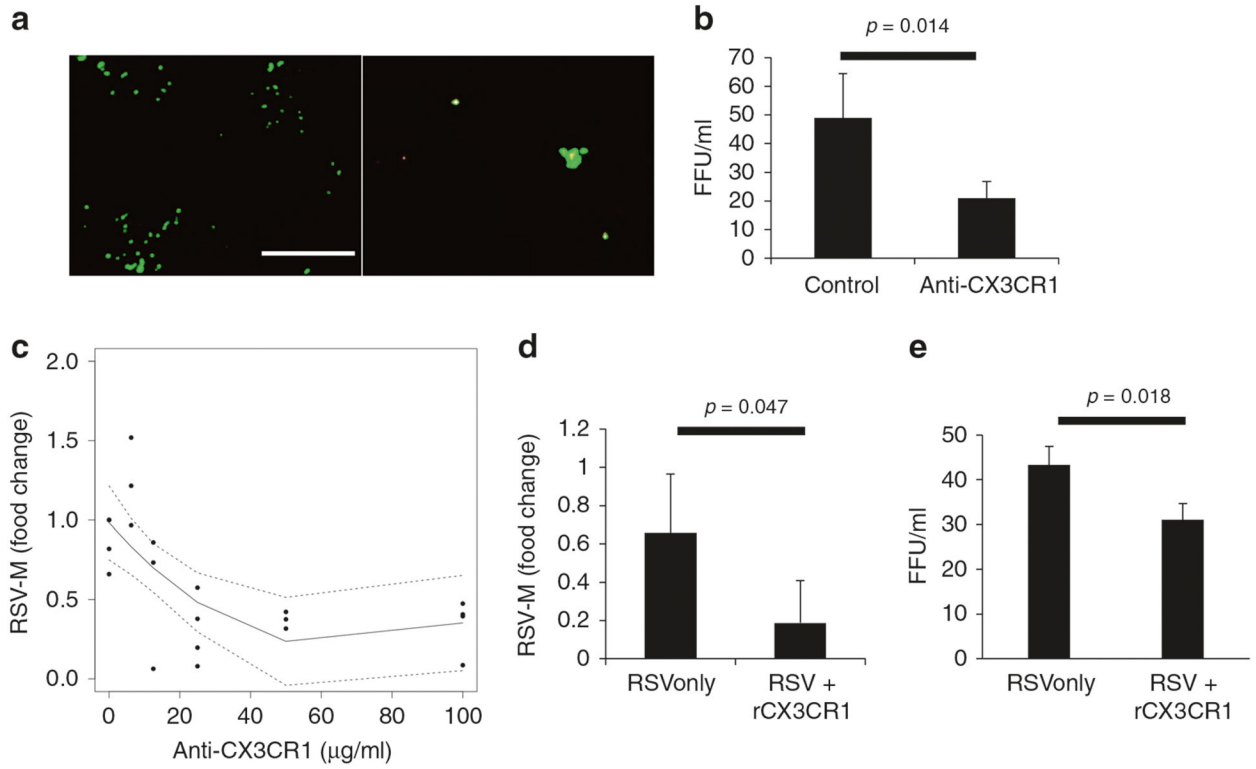 a
b
p = 0.014
70
60
50
40
30
20
10
0
FFU/ml
Control
Anti-CX3CR1
c
2.0
1.5
1.0
0.5
0.0
RSV-M (food change)
0
20
40
60
80
100
Anti-CX3CR1 (μg/ml)
d
p = 0.047
1.2
1
0.8
0.6
0.4
0.2
0
RSV-M (food change)
RSVonly
RSV +
rCX3CR1
e
p = 0.018
50
40
30
20
10
0
FFU/ml
RSVonly
RSV +
rCX3CR1